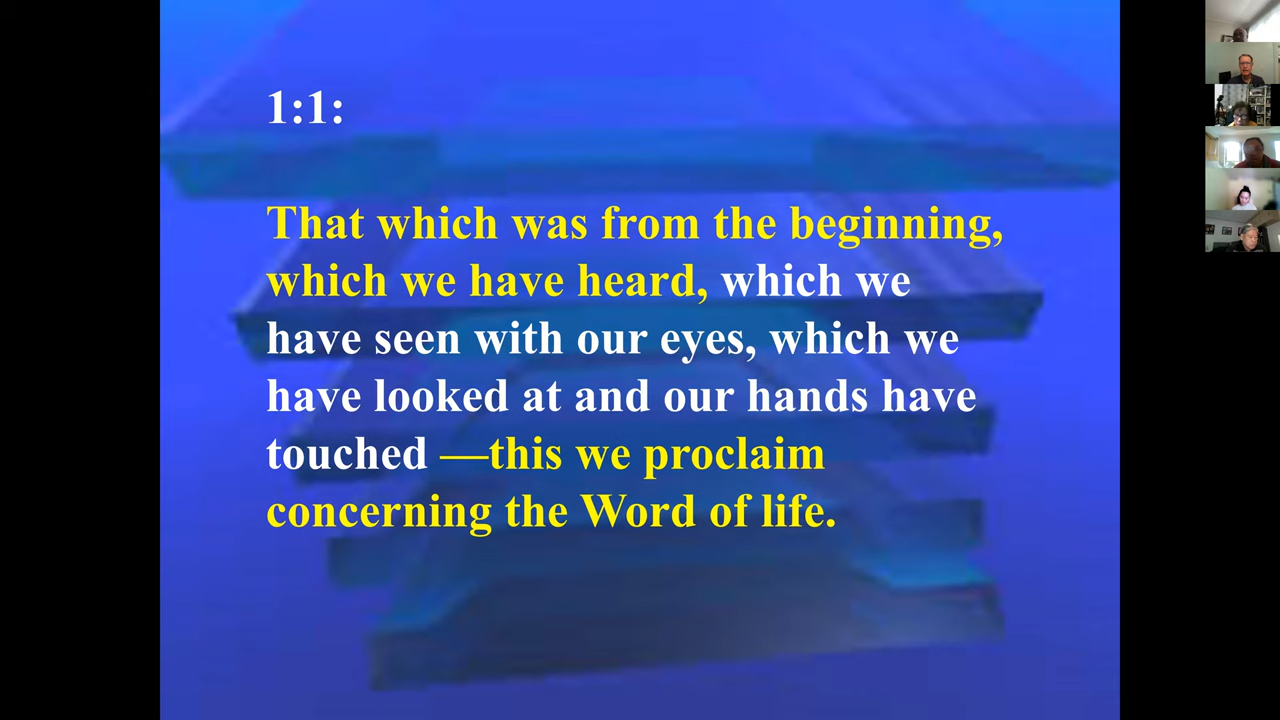 1:1:
That which was from the beginning,
which we have heard, which we
have seen with our eyes, which we
have looked at and our hands have
touched —this we proclaim
concerning the Word of life.